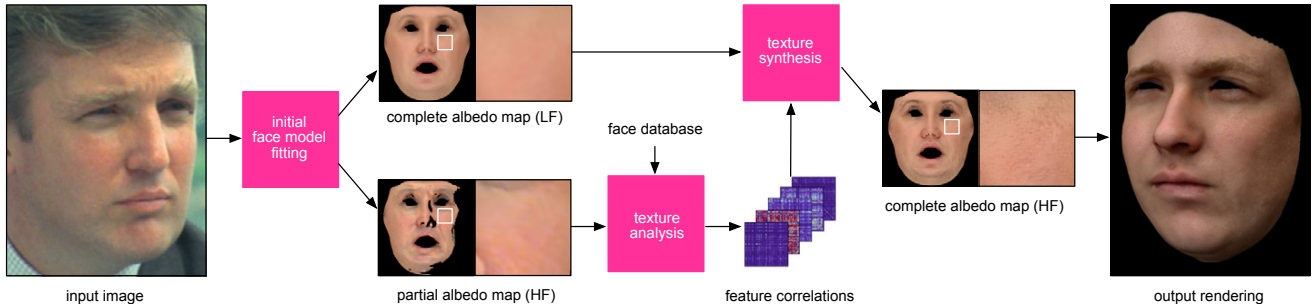 input image
initial
face model
fitting
complete albedo map (LF)
partial albedo map (HF)
face database
texture
analysis
feature correlations
texture
synthesis
complete albedo map (HF)
output rendering